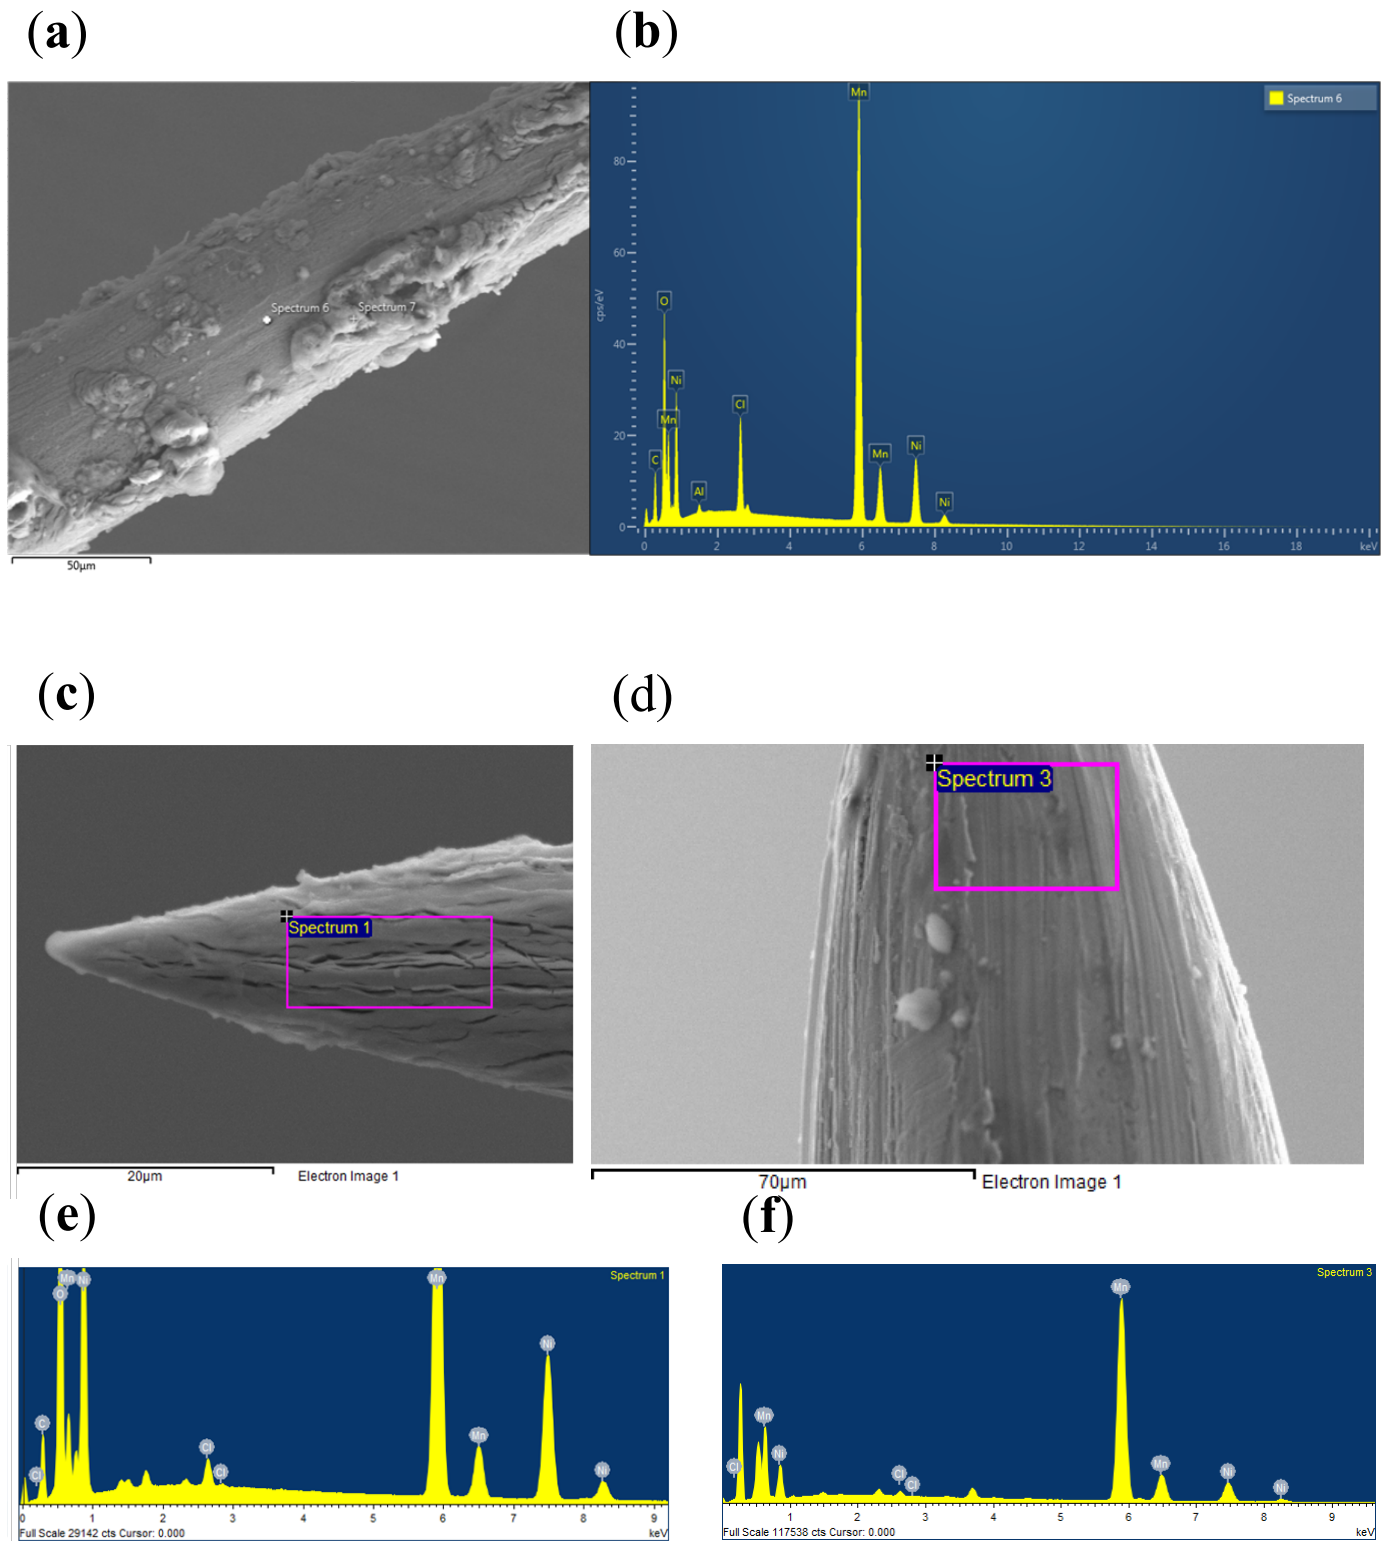 (a)
(b)
Spectrum 6
Spectrum 7
50μm
Spectrum 6
cps/eV
80
60
40
20
0
Mn
O
Ni
Mn
C
Al
Cl
Mn
Ni
Ni
0 2 4 6 8 10 12 14 16 18 keV
(c)
(d)
Spectrum 1
20μm Electron Image 1
Spectrum 3
70μm Electron Image 1
(e)
(f)
Spectrum 1
Mn Ni Mn
O
Ni
C
Mn
Cl
Cl Cl Ni
0 1 2 3 4 5 6 7 8 9
Full Scale 29142 cts Cursor: 0.000 keV
Spectrum 3
Mn
Mn
Ni Mn
Cl Cl Ni
Cl Ni
1 2 3 4 5 6 7 8 9
Full Scale 117538 cts Cursor: 0.000 keV